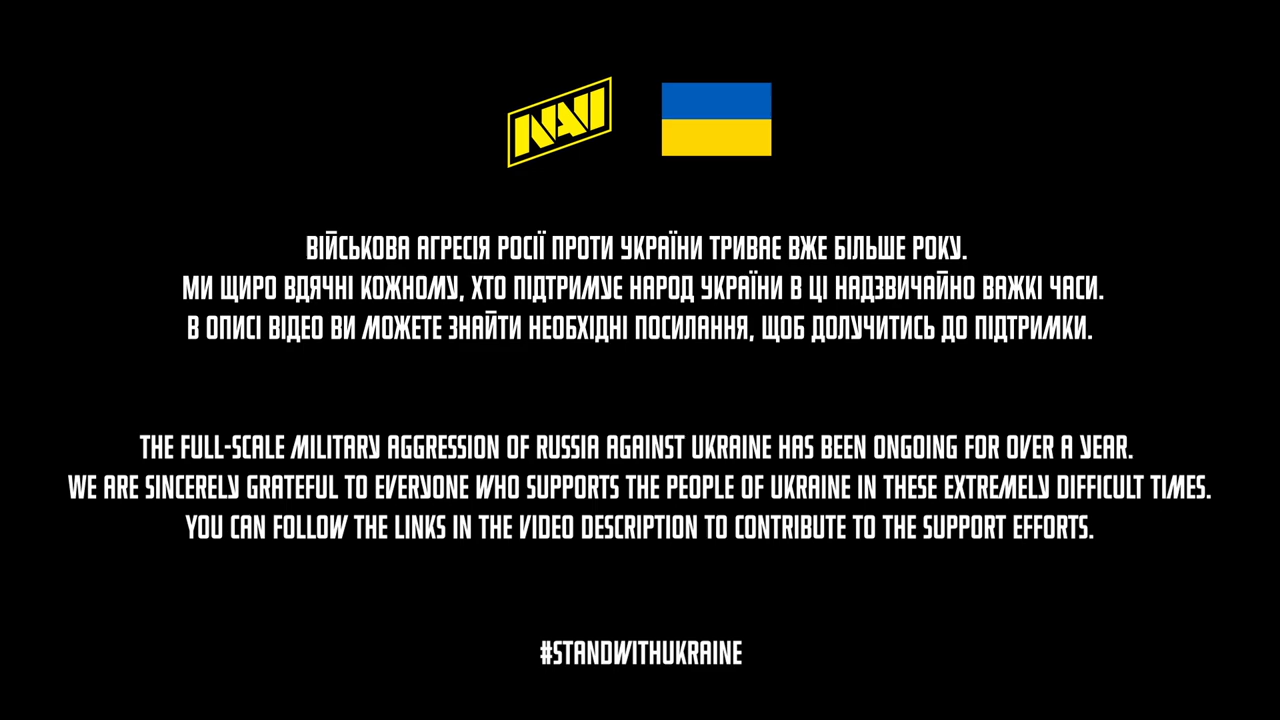 NAVI
ВІЙСЬКОВА АГРЕСІЯ РОСІЇ ПРОТИ УКРАЇНИ ТРИВАЄ ВЖЕ БІЛЬШЕ РОКУ.
МИ ЩИРО ВДЯЧНІ КОЖНОМУ, ХТО ПІДТРИМУЄ НАРОД УКРАЇНИ В ЦІ НАДЗВИЧАЙНО ВАЖКІ ЧАСИ.
В ОПИСІ ВІДЕО ВИ МОЖЕТЕ ЗНАЙТИ НЕОБХІДНІ ПОСИЛАННЯ, ЩОБ ДОЛУЧИТИСЬ ДО ПІДТРИМКИ.
THE FULL-SCALE MILITARY AGGRESSION OF RUSSIA AGAINST UKRAINE HAS BEEN ONGOING FOR OVER A YEAR.
WE ARE SINCERELY GRATEFUL TO EVERYONE WHO SUPPORTS THE PEOPLE OF UKRAINE IN THESE EXTREMELY DIFFICULT TIMES.
YOU CAN FOLLOW THE LINKS IN THE VIDEO DESCRIPTION TO CONTRIBUTE TO THE SUPPORT EFFORTS.
#STANDWITHUKRAINE